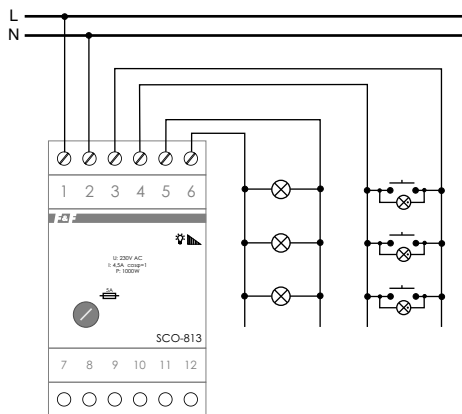 L
N
1 2 3 4 5 6
F&F
U: 230V AC
I: 4,5A cosφ=1
P: 1000W
5A
SCO-813
7 8 9 10 11 12